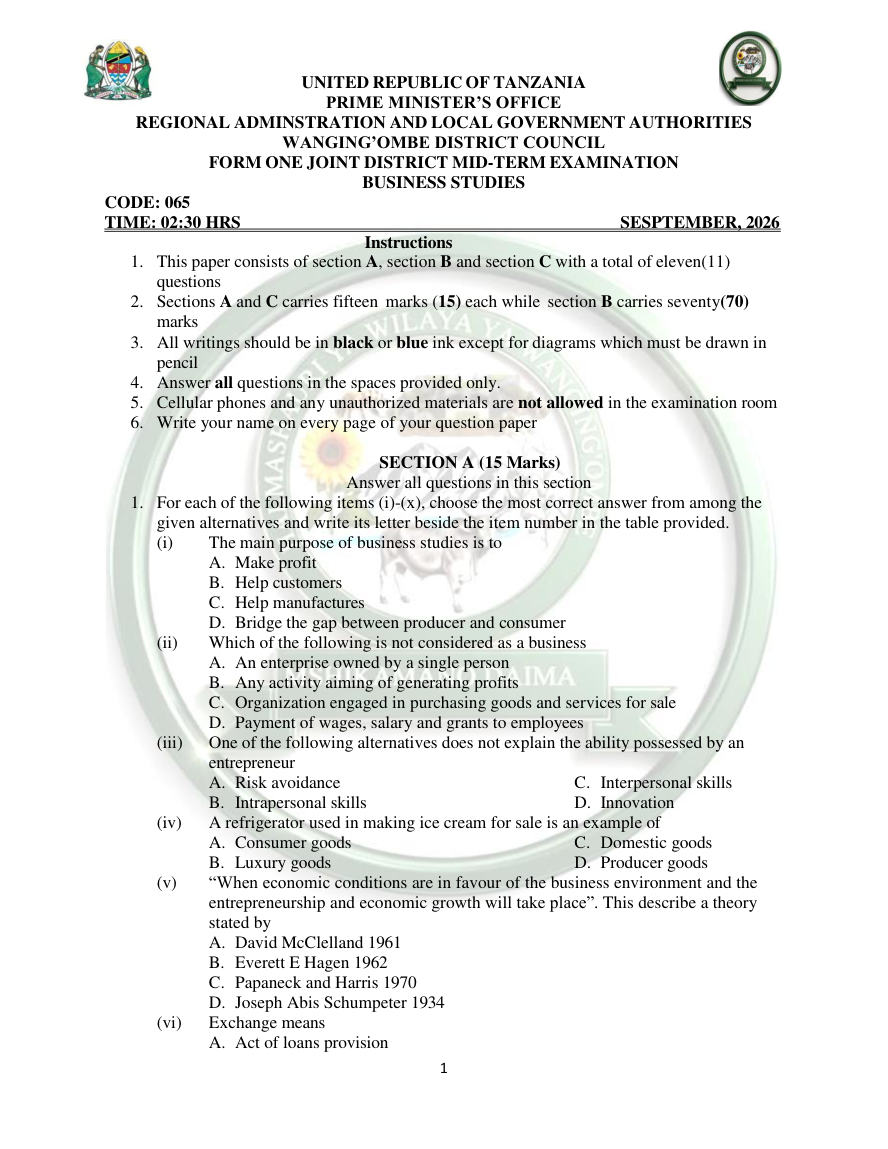 UNITED REPUBLIC OF TANZANIA
PRIME MINISTER'S OFFICE
REGIONAL ADMINSTRATION AND LOCAL GOVERNMENT AUTHORITIES
WANGING'OMBE DISTRICT COUNCIL
FORM ONE JOINT DISTRICT MID-TERM EXAMINATION
BUSINESS STUDIES
CODE: 065
TIME: 02:30 HRS SESPTEMBER, 2026
Instructions
1. This paper consists of section A, section B and section C with a total of eleven(11)
questions
2. Sections A and C carries fifteen marks (15) each while section B carries seventy(70)
marks
3. All writings should be in black or blue ink except for diagrams which must be drawn in
pencil
4. Answer all questions in the spaces provided only.
5. Cellular phones and any unauthorized materials are not allowed in the examination room
6. Write your name on every page of your question paper
SECTION A (15 Marks)
Answer all questions in this section
1. For each of the following items (i)-(x), choose the most correct answer from among the
given alternatives and write its letter beside the item number in the table provided.
(i) The main purpose of business studies is to
A. Make profit
B. Help customers
C. Help manufactures
D. Bridge the gap between producer and consumer
(ii) Which of the following is not considered as a business
A. An enterprise owned by a single person
B. Any activity aiming of generating profits
C. Organization engaged in purchasing goods and services for sale
D. Payment of wages, salary and grants to employees
(iii) One of the following alternatives does not explain the ability possessed by an
entrepreneur
A. Risk avoidance C. Interpersonal skills
B. Intrapersonal skills D. Innovation
(iv) A refrigerator used in making ice cream for sale is an example of
A. Consumer goods C. Domestic goods
B. Luxury goods D. Producer goods
(v) “When economic conditions are in favour of the business environment and the
entrepreneurship and economic growth will take place”. This describe a theory
stated by
A. David McClelland 1961
B. Everett E Hagen 1962
C. Papaneck and Harris 1970
D. Joseph Abis Schumpeter 1934
(vi) Exchange means
A. Act of loans provision
1